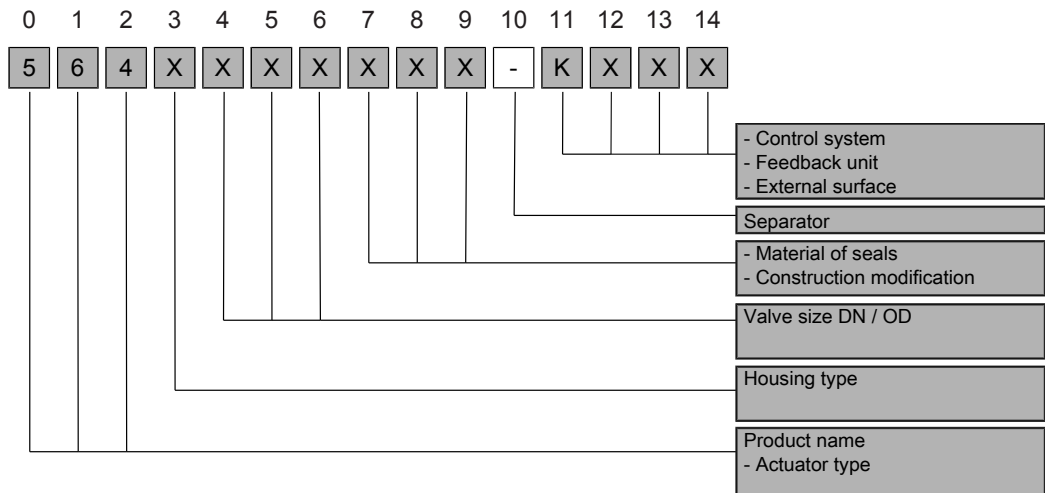 0 1 2 3 4 5 6 7 8 9 10 11 12 13 14
5 6 4 X X X X X X X - K X X X
- Control system
- Feedback unit
- External surface
Separator
- Material of seals
- Construction modification
Valve size DN / OD
Housing type
Product name
- Actuator type